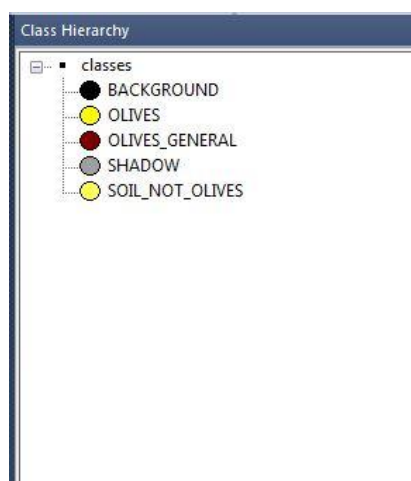 Class Hierarchy
classes
BACKGROUND
OLIVES
OLIVES_GENERAL
SHADOW
SOIL_NOT_OLIVES